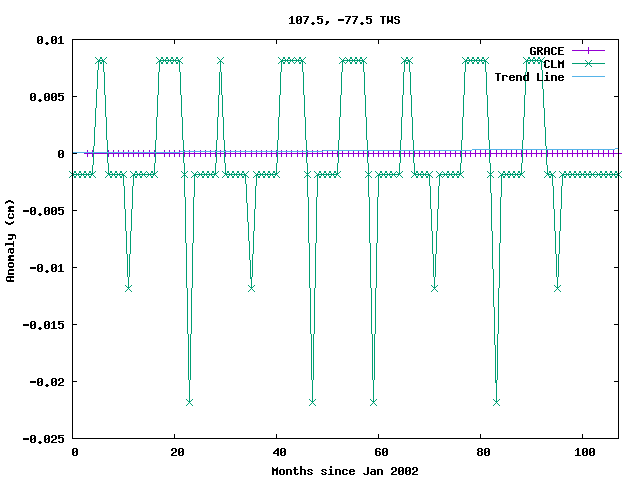 107.5, -77.5 TWS
GRACE
CLM
Trend Line
0.01
0.005
0
-0.005
-0.01
-0.015
-0.02
-0.025
Anomaly (cm)
0 20 40 60 80 100
Months since Jan 2002